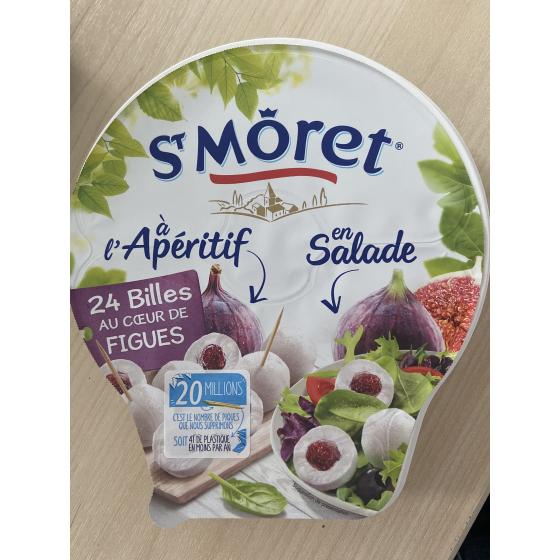 ST MÔret®
à
l'Apéritif
en
Salade
24 Billes
AU CŒUR DE
FIGUES
20 MILLIONS
C'EST LE NOMBRE DE PIQUES
QUE NOUS SUPPRIMONS
SOIT 4T DE PLASTIQUE
EN MOINS PAR AN